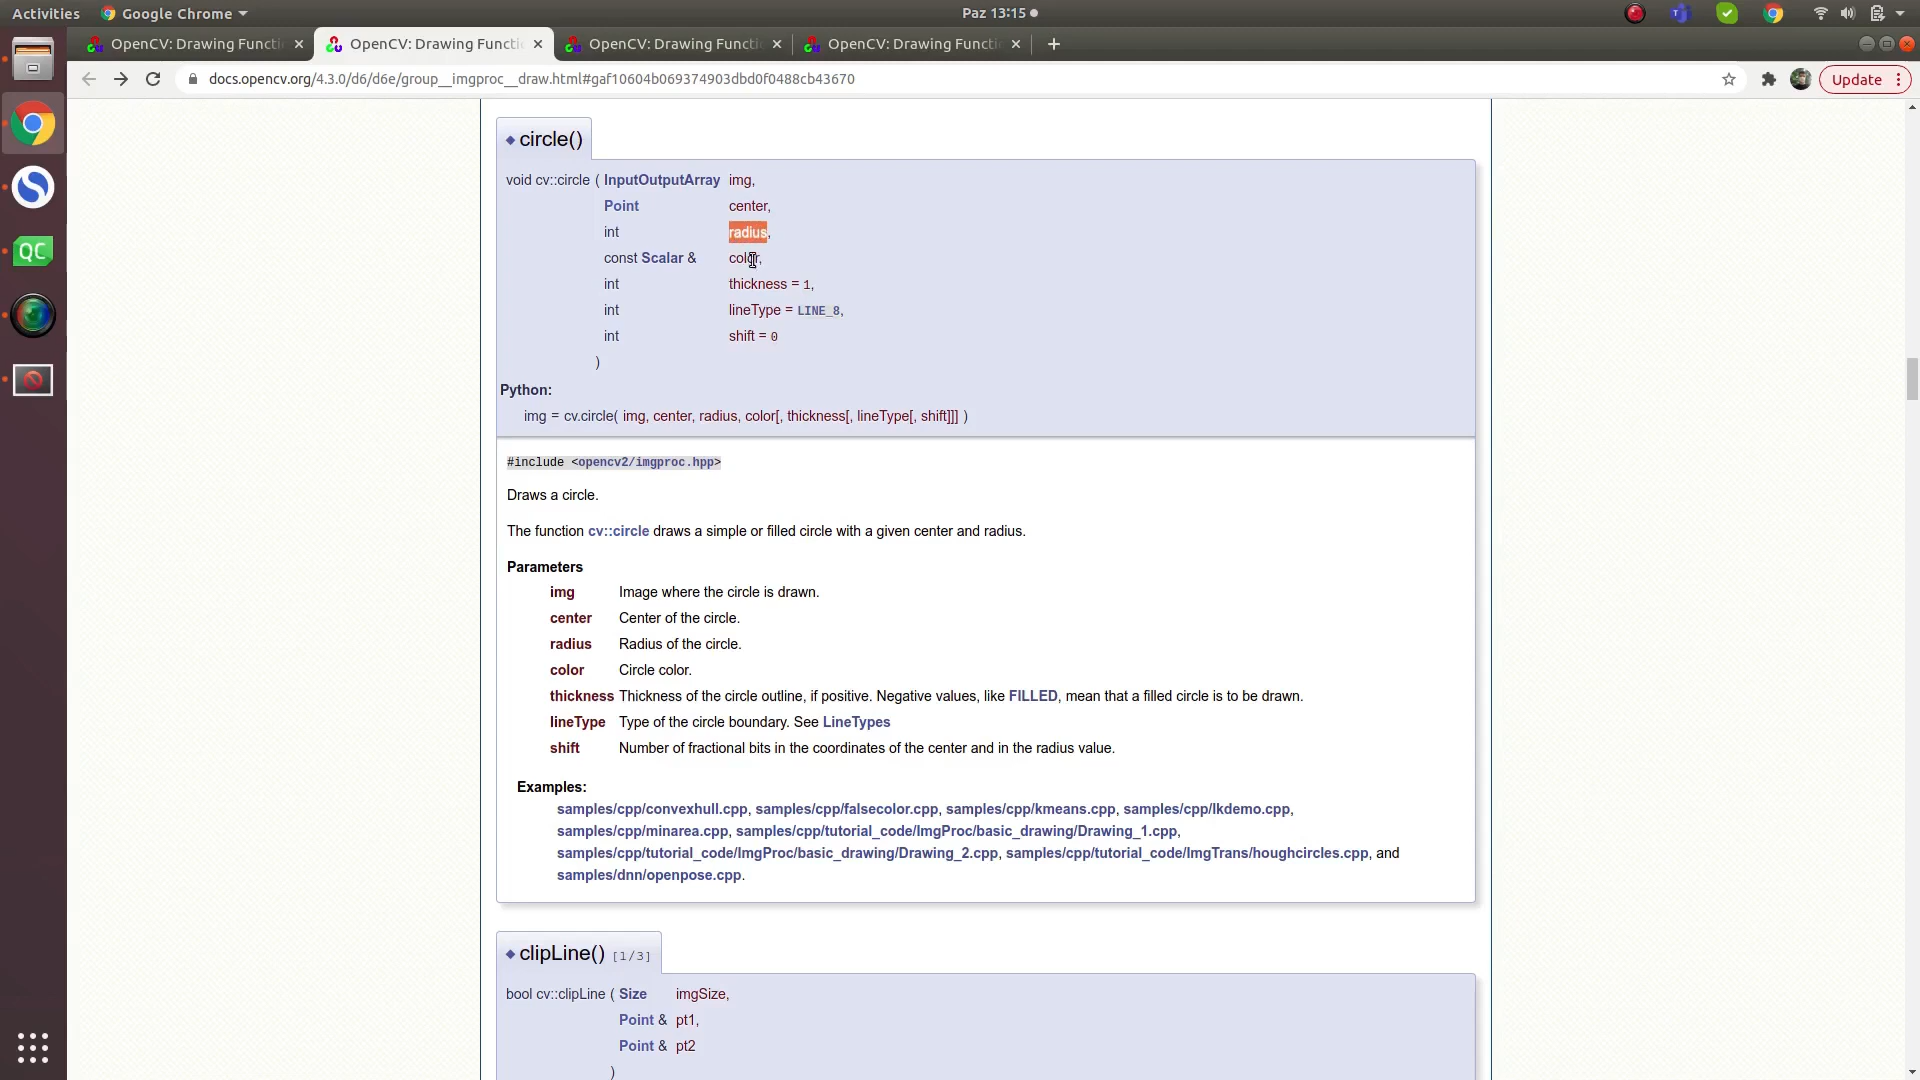 Activities
Google Chrome
Paz 13:15
OpenCV: Drawing Functi
OpenCV: Drawing Functi
OpenCV: Drawing Functi
OpenCV: Drawing Functi
docs.opencv.org/4.3.0/d6/d6e/group__imgproc__draw.html#gaf10604b069374903dbd0f0488cb43670
Update
QC
◆ circle()
void cv::circle ( InputOutputArray img,
Point center,
int radius,
const Scalar & color,
int thickness = 1,
int lineType = LINE_8,
int shift = 0
)
Python:
img = cv.circle( img, center, radius, color[, thickness[, lineType[, shift]]] )
#include <opencv2/imgproc.hpp>
Draws a circle.
The function cv::circle draws a simple or filled circle with a given center and radius.
Parameters
img Image where the circle is drawn.
center Center of the circle.
radius Radius of the circle.
color Circle color.
thickness Thickness of the circle outline, if positive. Negative values, like FILLED, mean that a filled circle is to be drawn.
lineType Type of the circle boundary. See LineTypes
shift Number of fractional bits in the coordinates of the center and in the radius value.
Examples:
samples/cpp/convexhull.cpp, samples/cpp/falsecolor.cpp, samples/cpp/kmeans.cpp, samples/cpp/lkdemo.cpp,
samples/cpp/minarea.cpp, samples/cpp/tutorial_code/ImgProc/basic_drawing/Drawing_1.cpp,
samples/cpp/tutorial_code/ImgProc/basic_drawing/Drawing_2.cpp, samples/cpp/tutorial_code/ImgTrans/houghcircles.cpp, and
samples/dnn/openpose.cpp.
◆ clipLine() [1/3]
bool cv::clipLine ( Size imgSize,
Point & pt1,
Point & pt2
)